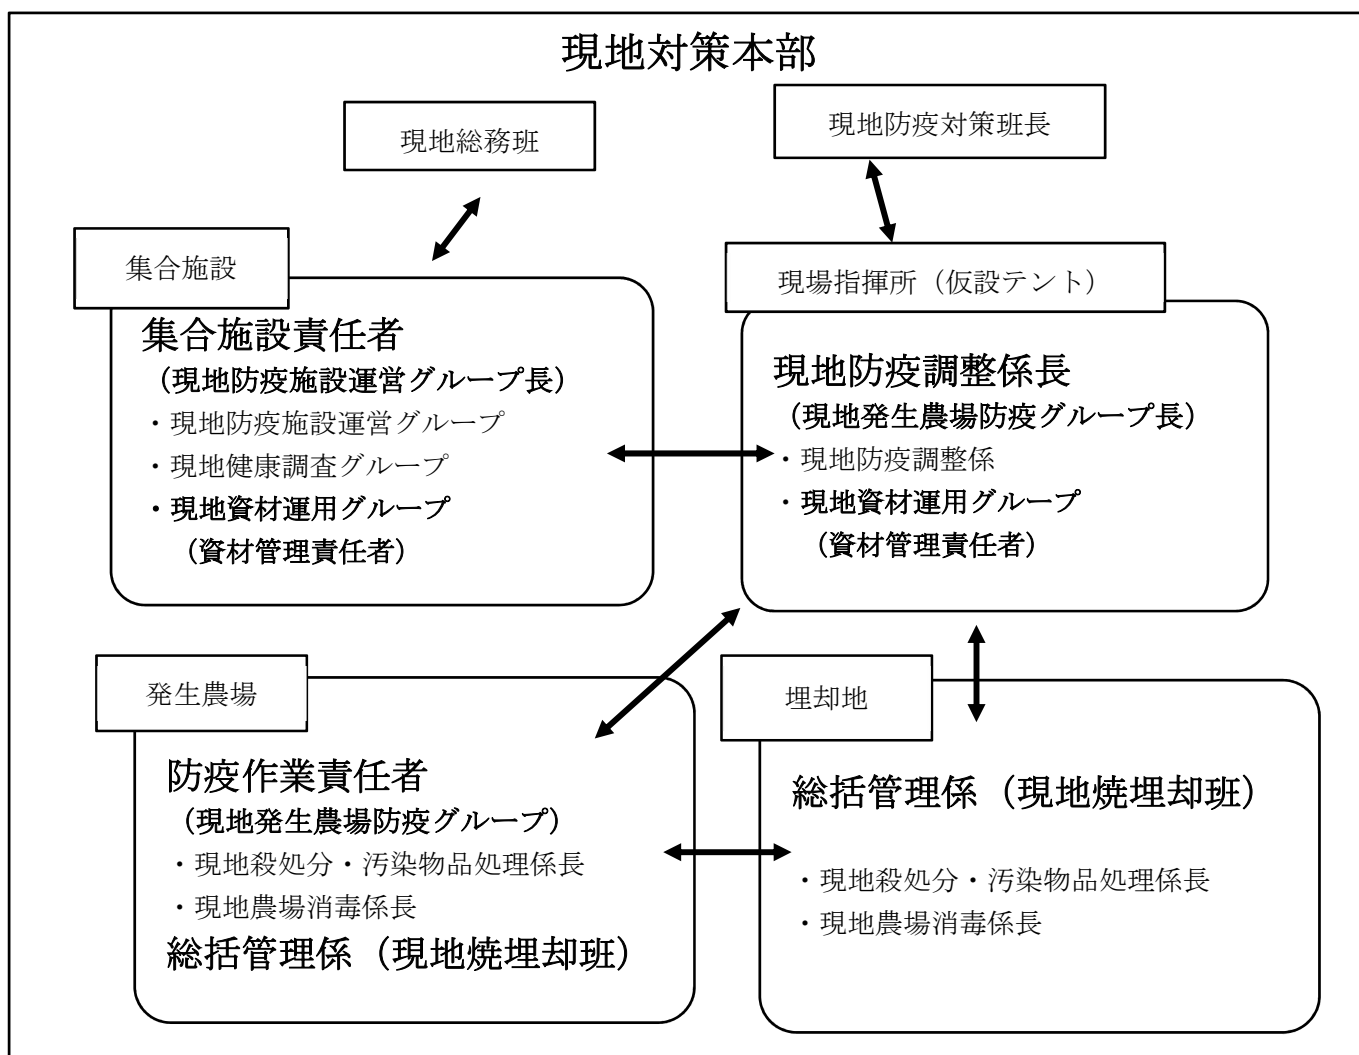 現地対策本部
現地総務班
現地防疫対策班長
集合施設
集合施設責任者
（現地防疫施設運営グループ長）
・現地防疫施設運営グループ
・現地健康調査グループ
・現地資材運用グループ
（資材管理責任者）
現場指揮所（仮設テント）
現地防疫調整係長
（現地発生農場防疫グループ長）
・現地防疫調整係
・現地資材運用グループ
（資材管理責任者）
発生農場
防疫作業責任者
（現地発生農場防疫グループ）
・現地殺処分・汚染物品処理係長
・現地農場消毒係長
総括管理係（現地焼埋却班）
埋却地
総括管理係（現地焼埋却班）
・現地殺処分・汚染物品処理係長
・現地農場消毒係長